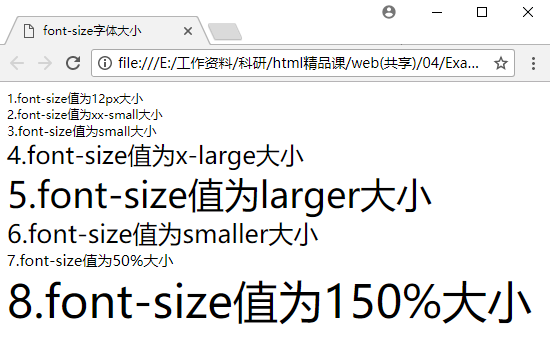 font-size字体大小
file:///E:/工作资料/科研/html精品课/web(共享)/04/Exa...
1.font-size值为12px大小
2.font-size值为xx-small大小
3.font-size值为small大小
4.font-size值为x-large大小
5.font-size值为larger大小
6.font-size值为smaller大小
7.font-size值为50%大小
8.font-size值为150%大小